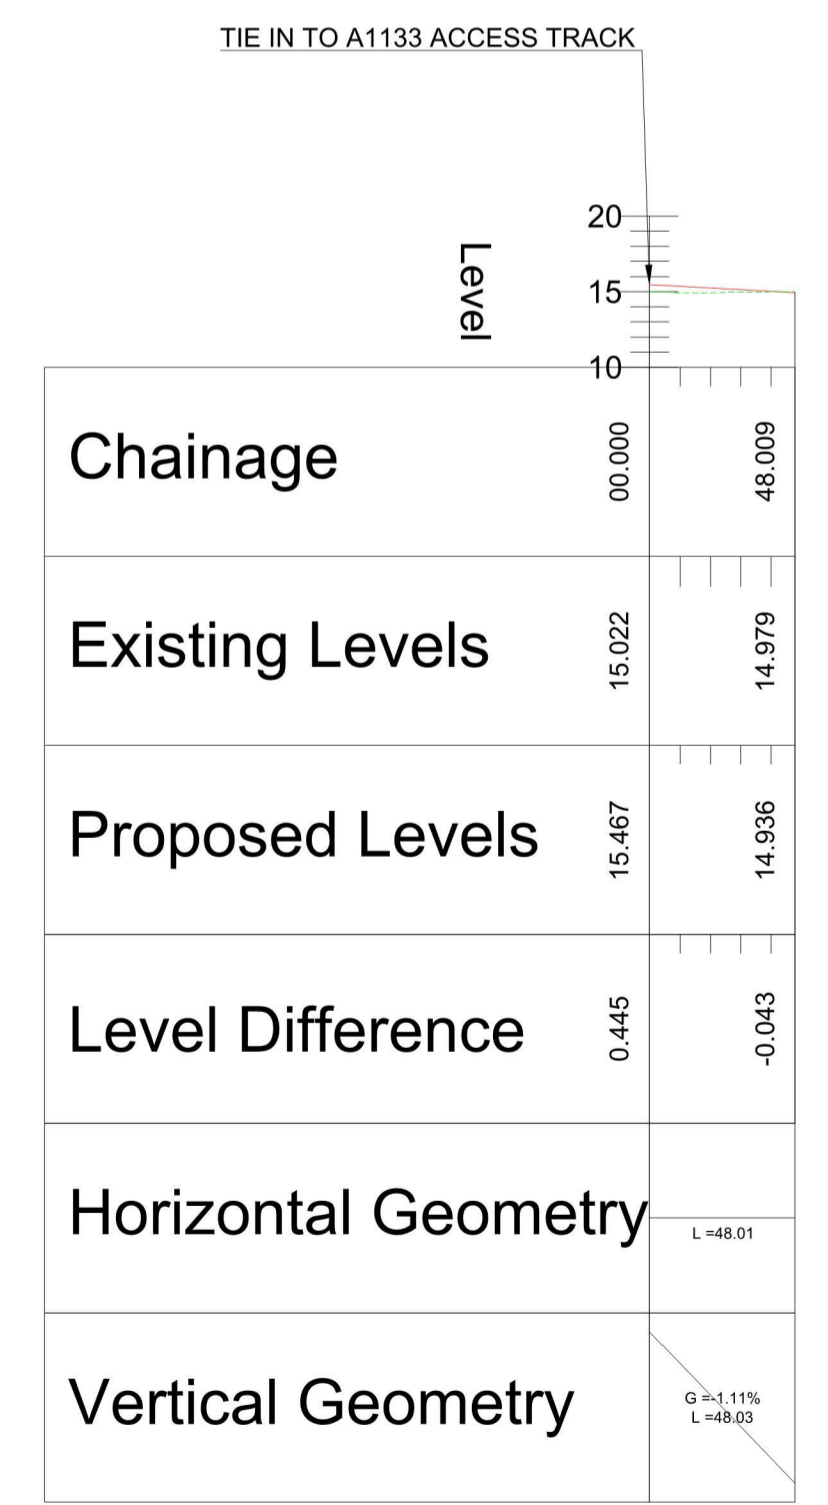 TIE IN TO A1133 ACCESS TRACK
Level
20
15
10
Chainage
00.000
48.009
Existing Levels
15.022
14.979
Proposed Levels
15.467
14.936
Level Difference
0.445
-0.043
Horizontal Geometry
L =48.01
Vertical Geometry
G =-1.11%
L =48.03